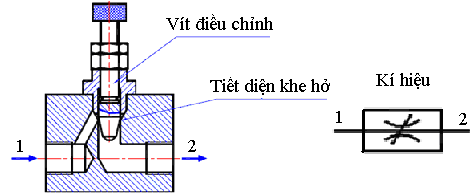 Vít điều chỉnh
Tiết diện khe hở
Kí hiệu
1 2
1 2